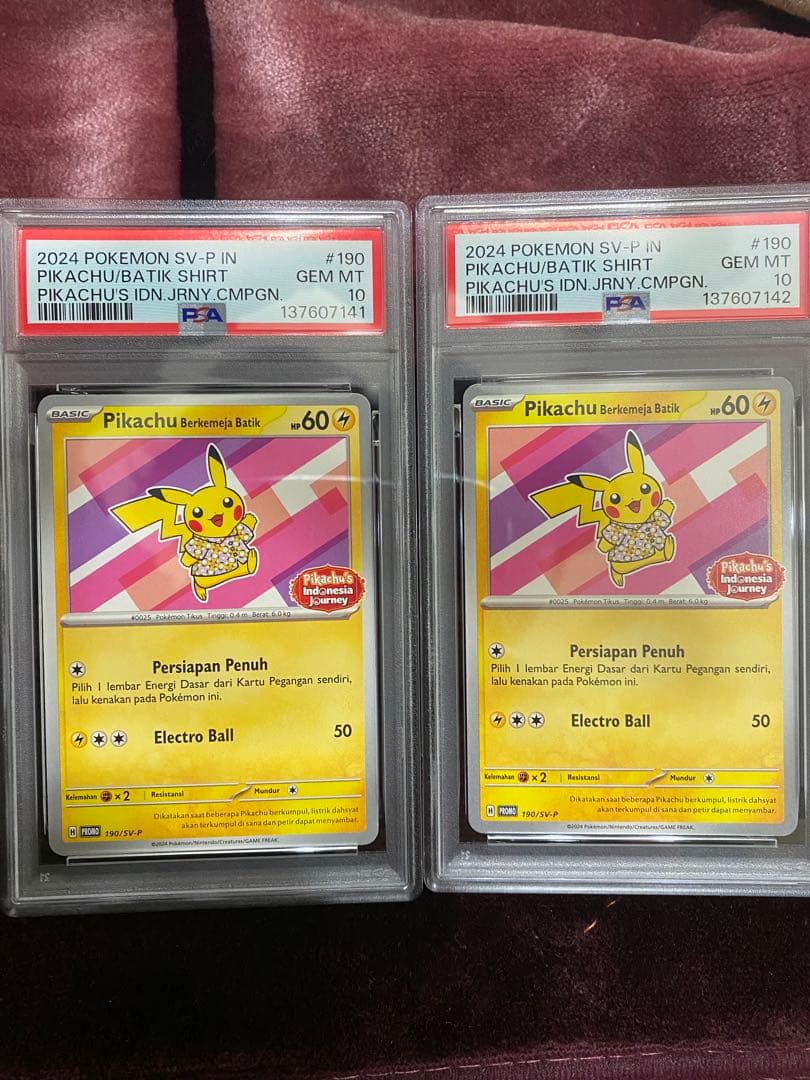 2024 POKEMON SV-P IN #190
PIKACHU/BATIK SHIRT GEM MT
PIKACHU'S IDN.JRNY.CMPGN. 10
PSA 137607141
BASIC Pikachu Berkemeja Batik HP 60
Pikachu's
Indonesia
Journey
#0025 Pokémon Tikus Tinggi: 0.4 m Berat: 6.0 kg
Persiapan Penuh
Pilih 1 lembar Energi Dasar dari Kartu Pegangan sendiri,
lalu kenakan pada Pokémon ini.
Electro Ball 50
Kelemahan ×2 Resistansi Mundur
Dikatakan saat beberapa Pikachu berkumpul, listrik dahsyat
akan terkumpul di sana dan petir dapat menyambar.
H PROMO 190/SV-P
©2024 Pokémon/Nintendo/Creatures/GAME FREAK.
2024 POKEMON SV-P IN #190
PIKACHU/BATIK SHIRT GEM MT
PIKACHU'S IDN.JRNY.CMPGN. 10
PSA 137607142
BASIC Pikachu Berkemeja Batik HP 60
Pikachu's
Indonesia
Journey
#0025 Pokémon Tikus Tinggi: 0.4 m Berat: 6.0 kg
Persiapan Penuh
Pilih 1 lembar Energi Dasar dari Kartu Pegangan sendiri,
lalu kenakan pada Pokémon ini.
Electro Ball 50
Kelemahan ×2 Resistansi Mundur
Dikatakan saat beberapa Pikachu berkumpul, listrik dahsyat
akan terkumpul di sana dan petir dapat menyambar.
H PROMO 190/SV-P
©2024 Pokémon/Nintendo/Creatures/GAME FREAK.